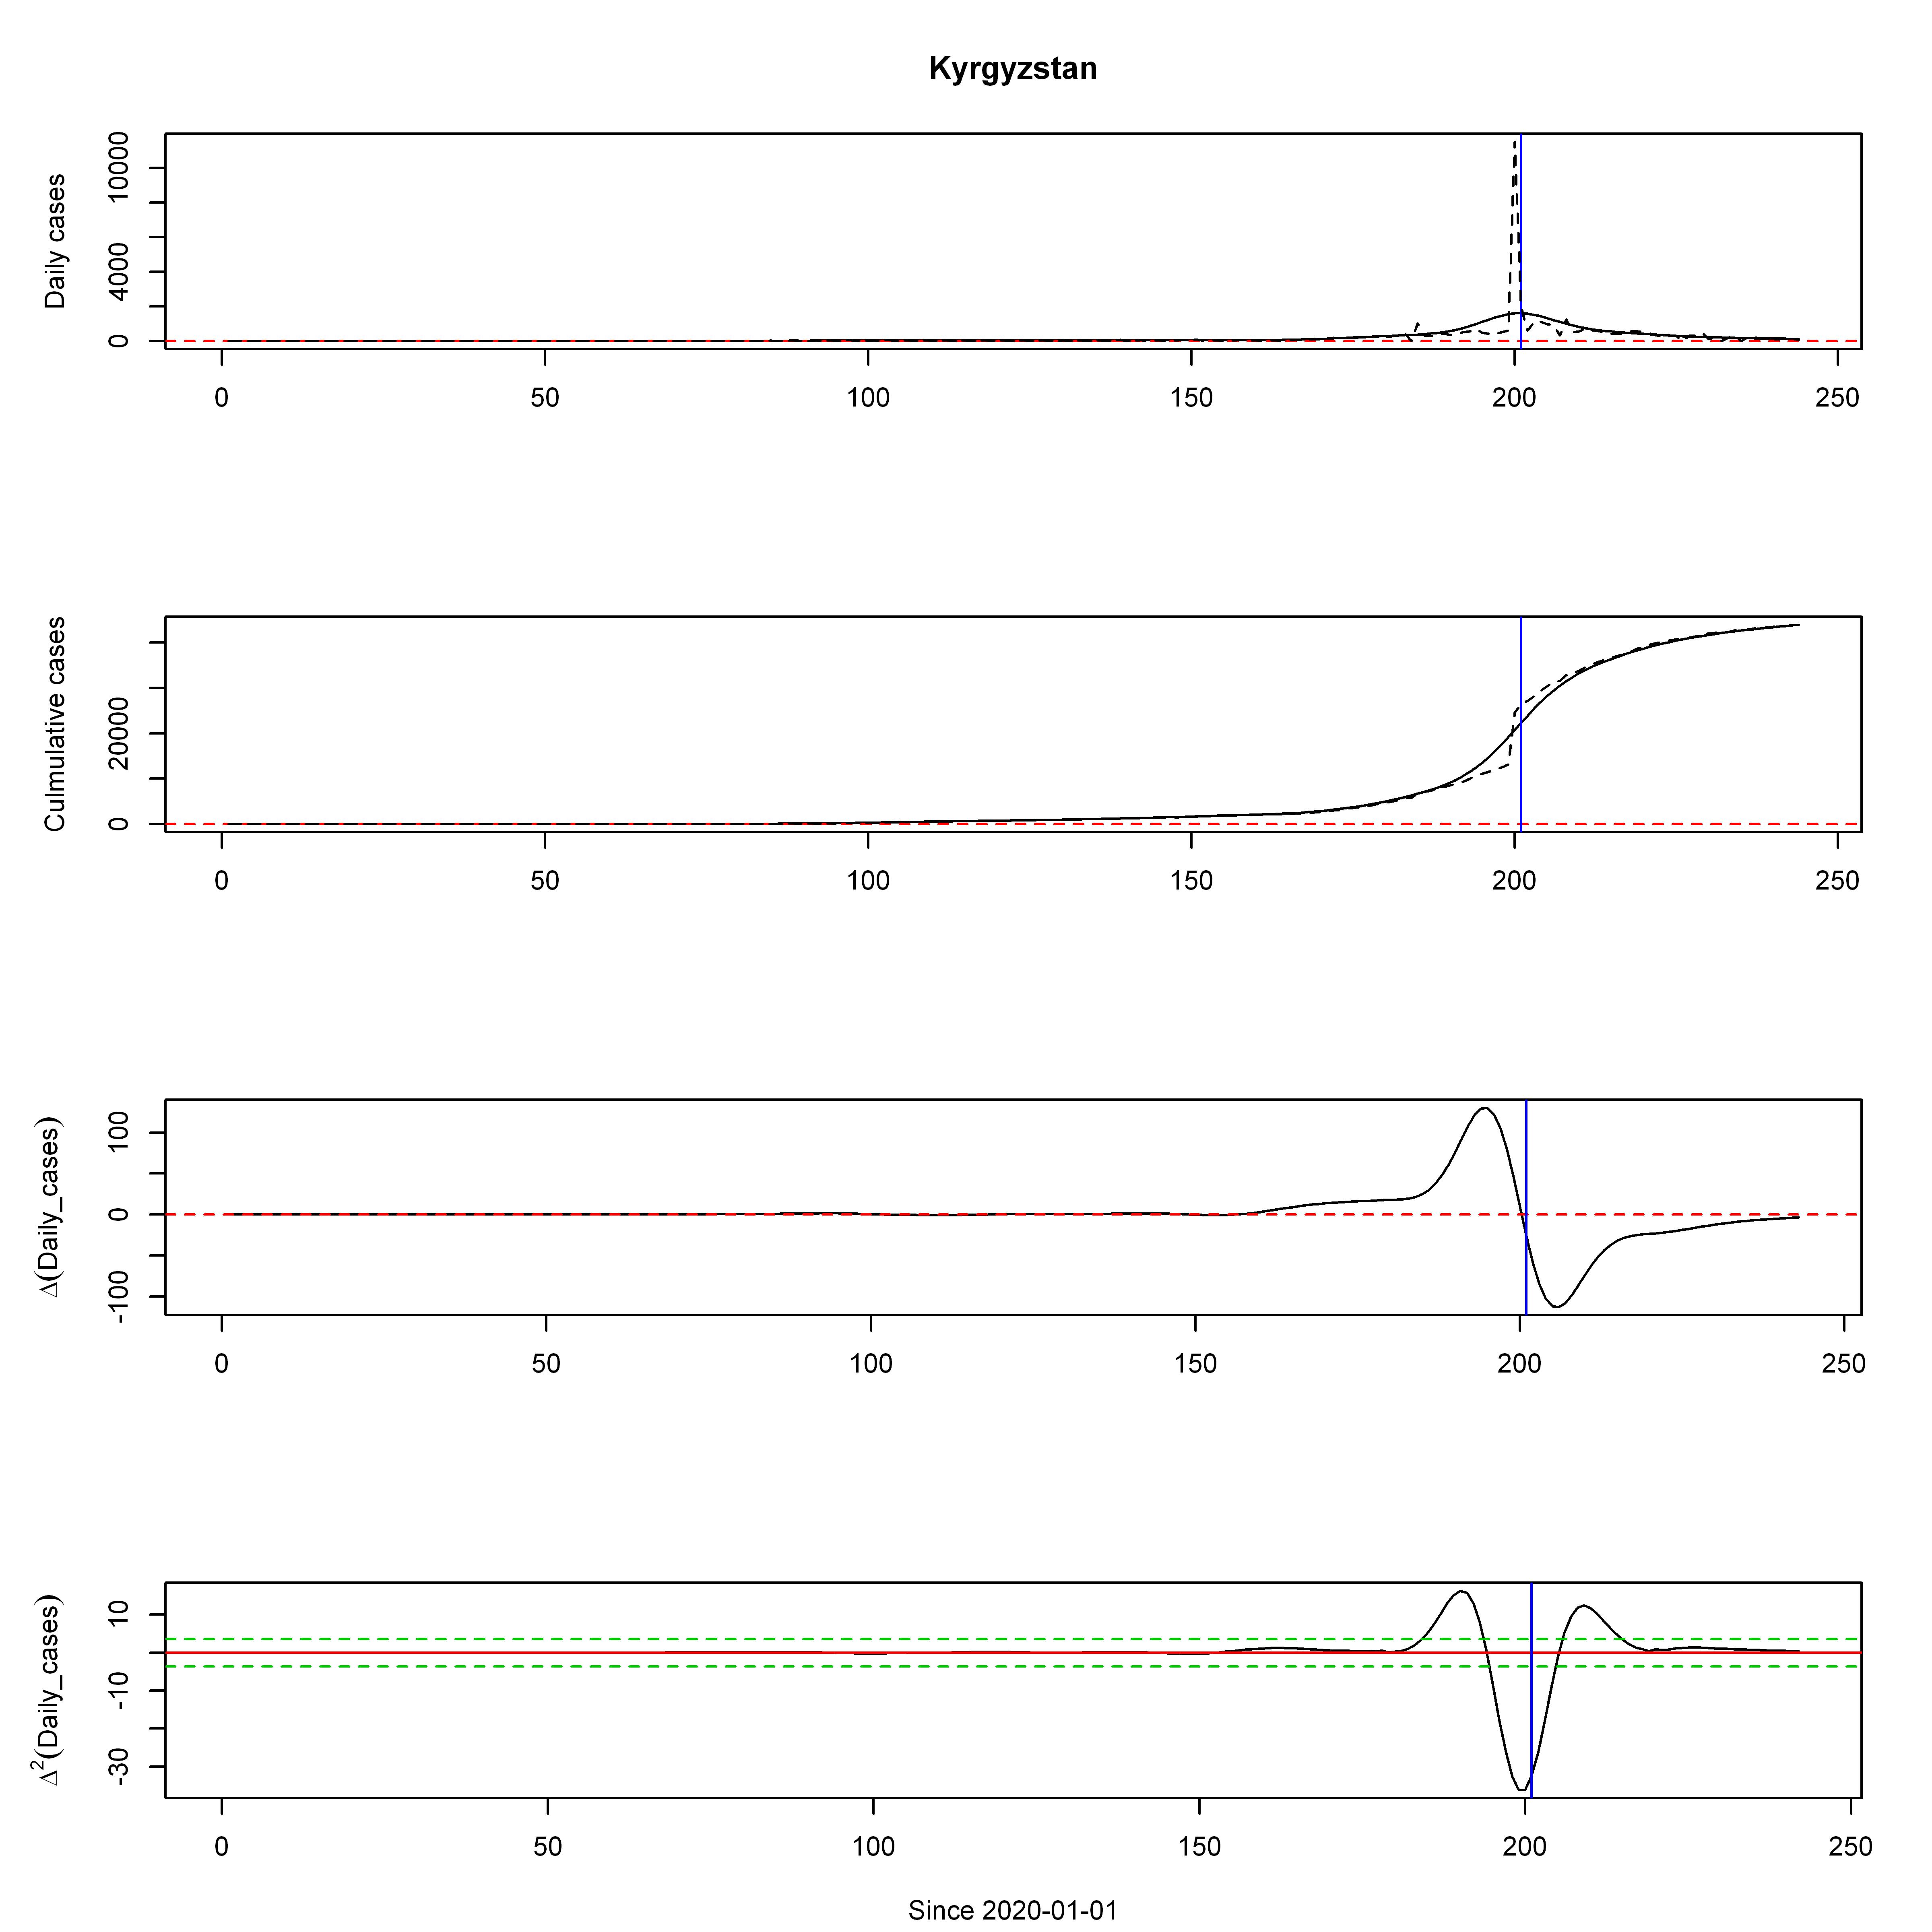 Kyrgyzstan
Daily cases
10000
4000
0
0 50 100 150 200 250
Culmulative cases
20000
0
0 50 100 150 200 250
Δ(Daily_cases)
100
0
-100
0 50 100 150 200 250
Δ²(Daily_cases)
10
-10
-30
0 50 100 150 200 250
Since 2020-01-01